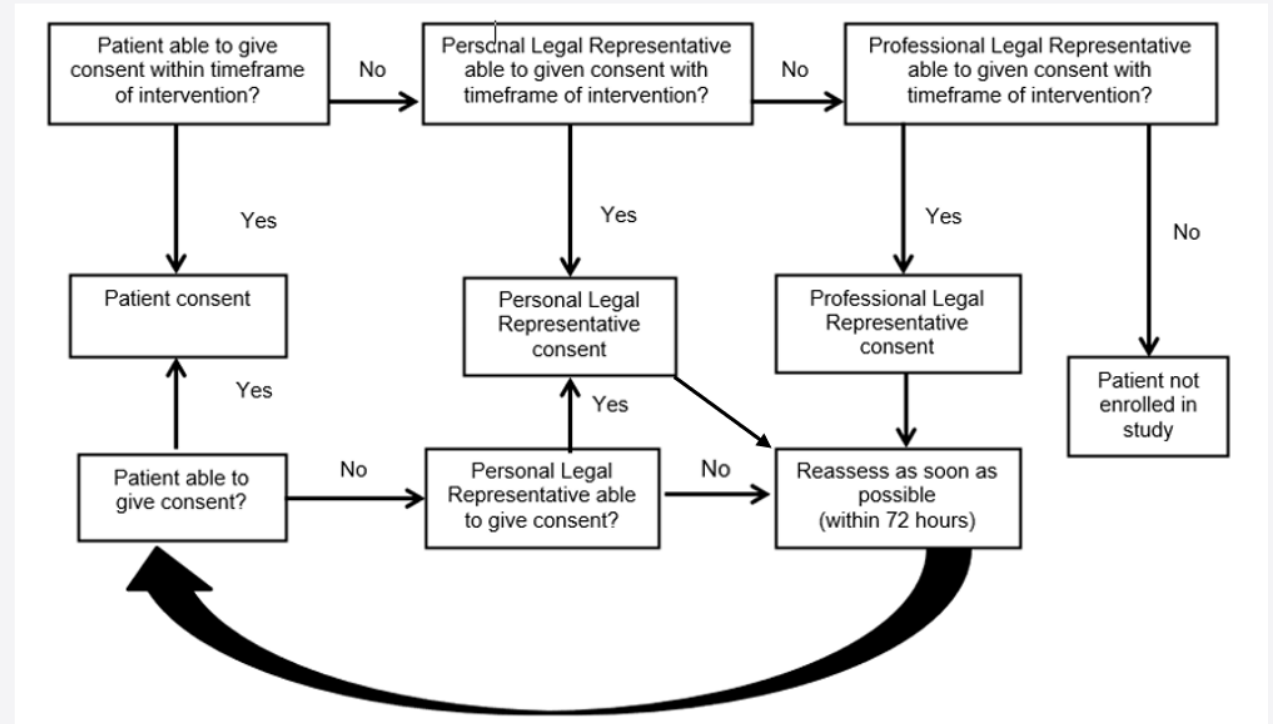 Patient able to give
consent within timeframe
of intervention?
No
Personal Legal Representative
able to given consent with
timeframe of intervention?
No
Professional Legal Representative
able to given consent with
timeframe of intervention?
Yes
Yes
Yes
No
Patient consent
Personal Legal
Representative
consent
Professional Legal
Representative
consent
Patient not
enrolled in
study
Yes
Yes
Patient able to
give consent?
No
Personal Legal
Representative able
to give consent?
No
Reassess as soon as
possible
(within 72 hours)